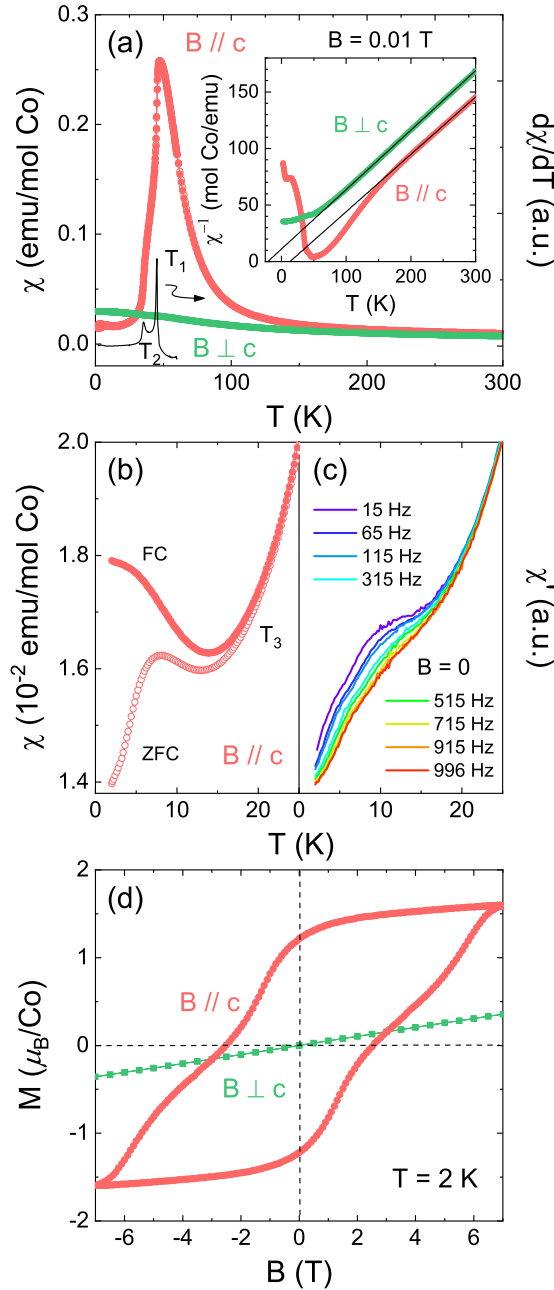 (a)
B // c
B = 0.01 T
χ (emu/mol Co)
dχ/dT (a.u.)
0.3
0.2
0.1
0.0
χ⁻¹ (mol Co/emu)
150
100
50
0
B ⊥ c
B // c
0 100 200 300
T (K)
T₁
T₂
B ⊥ c
0 100 200 300
T (K)
(b)
χ (10⁻² emu/mol Co)
2.0
1.8
1.6
1.4
FC
T₃
ZFC
B // c
0 10 20
(c)
15 Hz
65 Hz
115 Hz
315 Hz
B = 0
515 Hz
715 Hz
915 Hz
996 Hz
χ' (a.u.)
0 10 20
T (K)
(d)
M (μB/Co)
2
1
0
-1
-2
B // c
B ⊥ c
T = 2 K
-6 -4 -2 0 2 4 6
B (T)